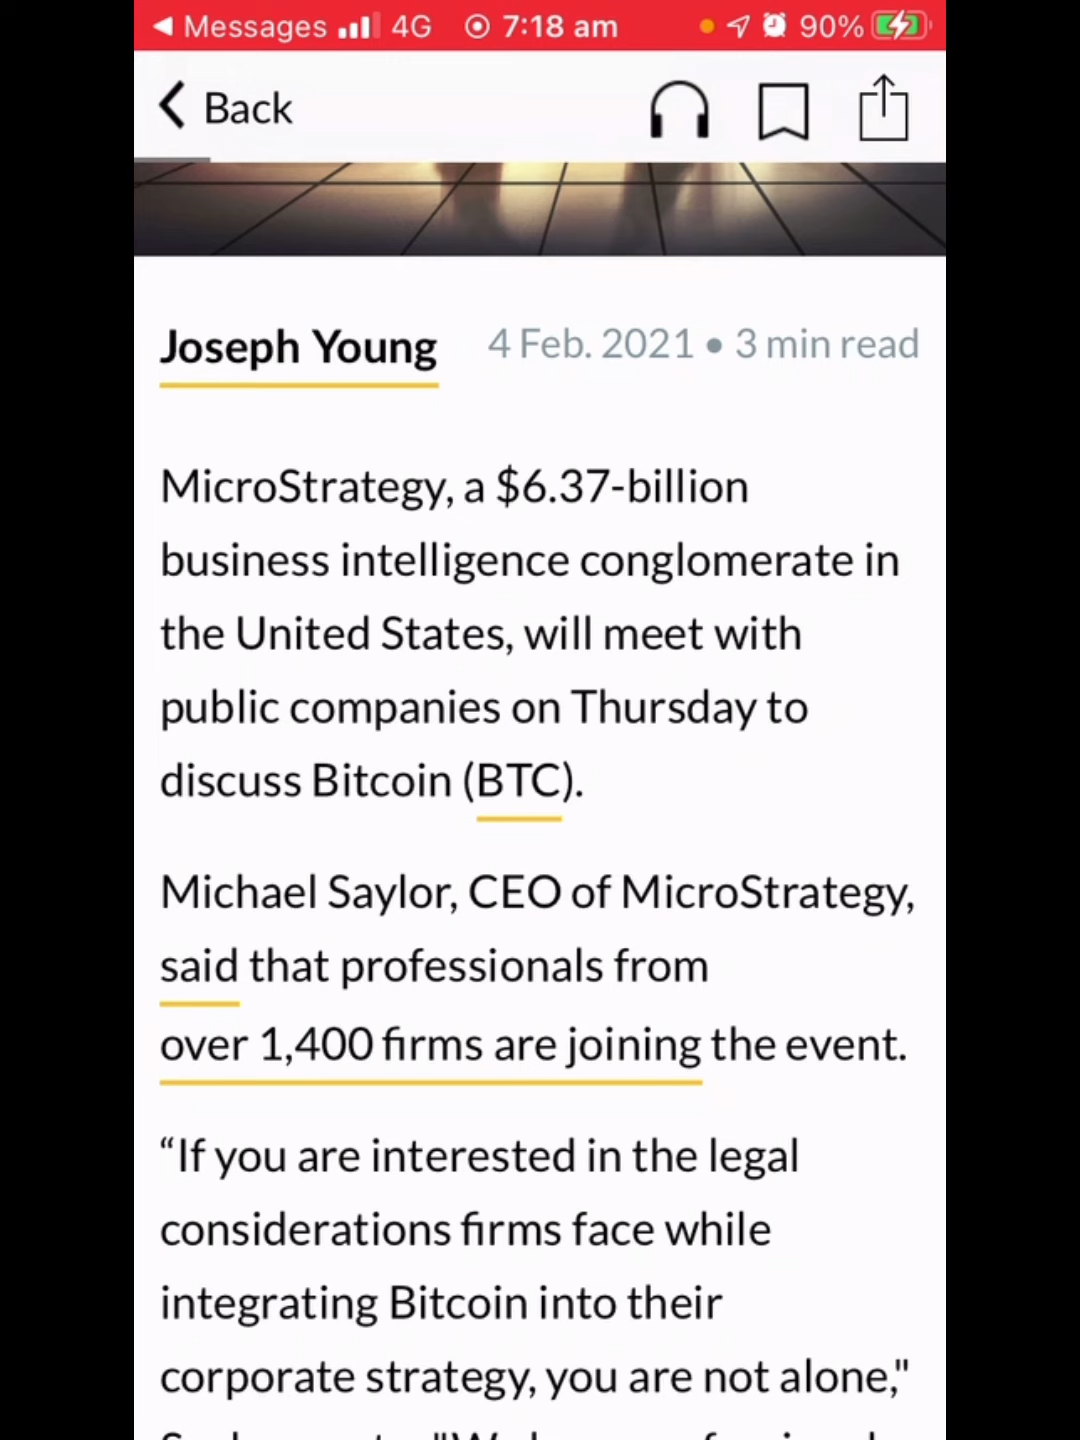 Messages 4G 7:18 am 90%
Back
Joseph Young 4 Feb. 2021 • 3 min read
MicroStrategy, a $6.37-billion
business intelligence conglomerate in
the United States, will meet with
public companies on Thursday to
discuss Bitcoin (BTC).
Michael Saylor, CEO of MicroStrategy,
said that professionals from
over 1,400 firms are joining the event.
“If you are interested in the legal
considerations firms face while
integrating Bitcoin into their
corporate strategy, you are not alone,"